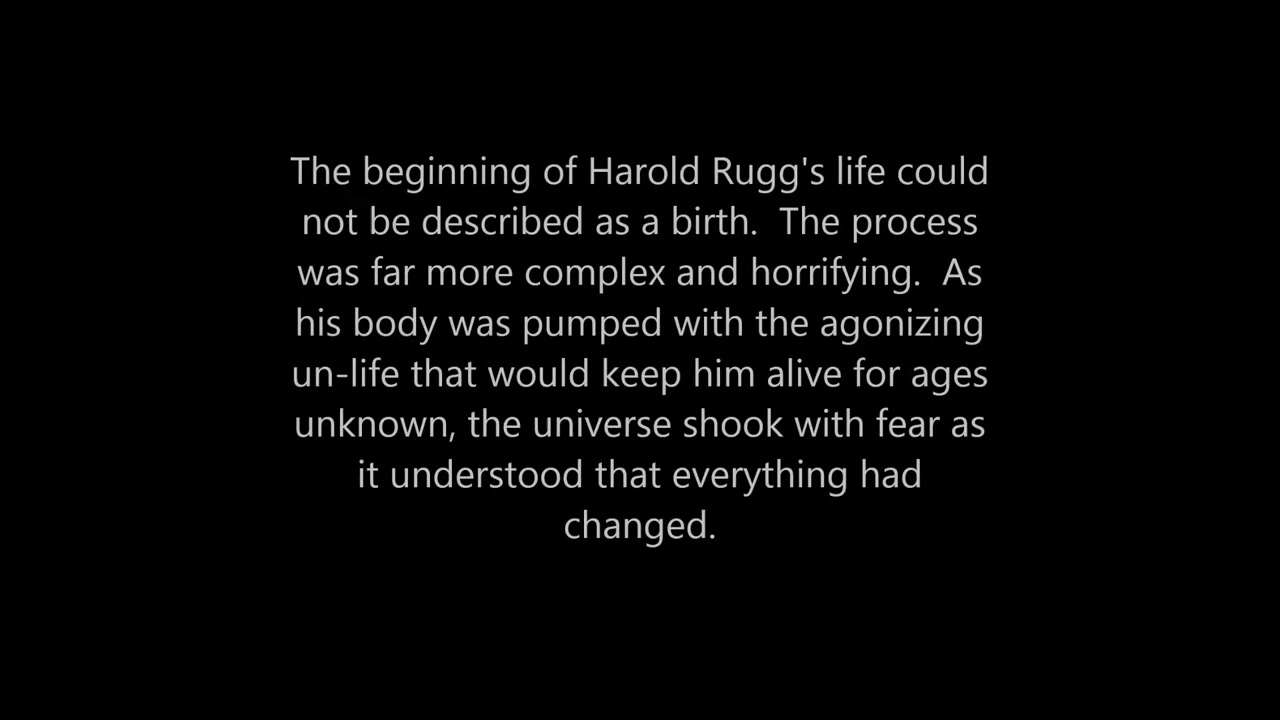 The beginning of Harold Rugg's life could
not be described as a birth.  The process
was far more complex and horrifying.  As
his body was pumped with the agonizing
un-life that would keep him alive for ages
unknown, the universe shook with fear as
it understood that everything had
changed.